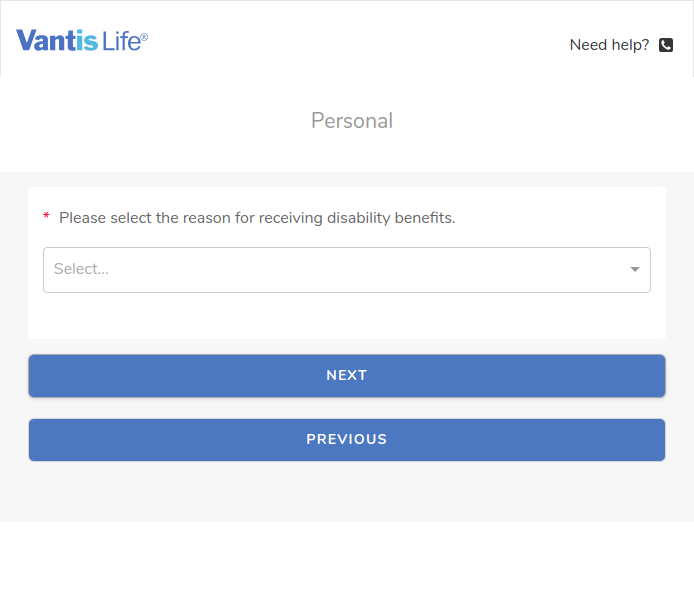 Vantis Life®
Need help?
Personal
* Please select the reason for receiving disability benefits.
Select...
NEXT
PREVIOUS